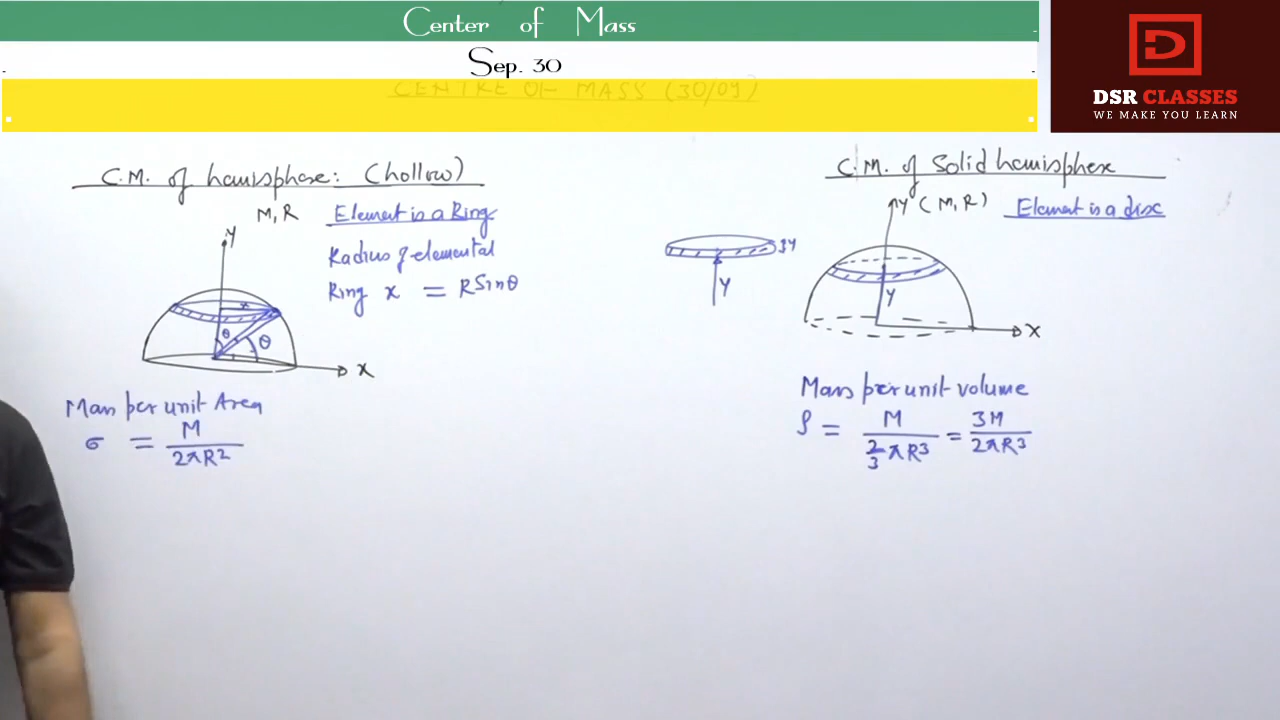 Center of Mass
Sep. 30
CENTRE OF MASS (30/09)
DSR CLASSES
WE MAKE YOU LEARN
C.M. of hemisphere: (hollow)
M, R
Element is a Ring
Radius of elemental
Ring x = R Sinθ
y
x
θ
θ
x
Mass per unit Area
σ = M / 2πR2
C.M. of Solid hemisphere
y (M, R)
Element is a disc
dy
y
y
x
Mass per unit volume
ρ = M / 2/3 πR3 = 3M / 2πR3